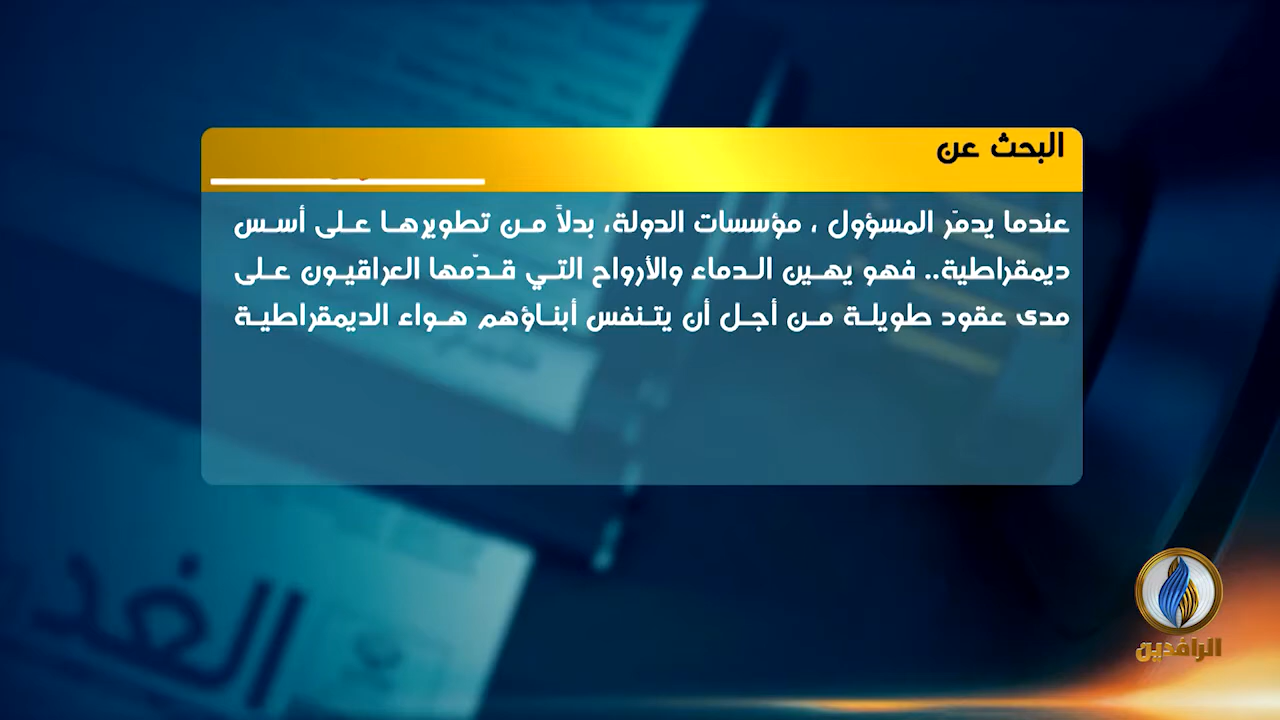 البحث عن
عندما يدمّر المسؤول ، مؤسسات الدولة، بدلاً من تطويرها على أسس
ديمقراطية.. فهو يهين الدماء والأرواح التي قدّمها العراقيون على
مدى عقود طويلة من أجل أن يتنفس أبناؤهم هواء الديمقراطية
الغد
الرافدين